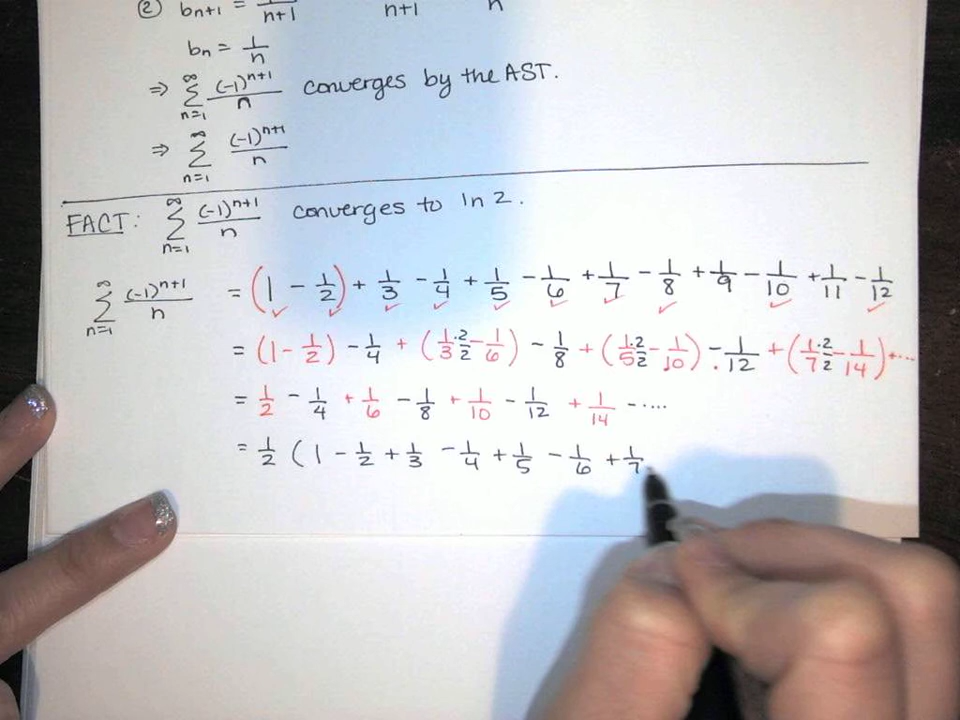 ② bn+1 = 1/n+1 n+1 n
bn = 1/n
⇒ ∞ Σ n=1 (-1)^n+1/n converges by the AST.
⇒ ∞ Σ n=1 (-1)^n+1/n
FACT: ∞ Σ n=1 (-1)^n+1/n converges to ln 2.
∞ Σ n=1 (-1)^n+1/n = (1 - 1/2) + 1/3 - 1/4 + 1/5 - 1/6 + 1/7 - 1/8 + 1/9 - 1/10 + 1/11 - 1/12
= (1 - 1/2) - 1/4 + (1/3 · 2/2 - 1/6) - 1/8 + (1/5 · 2/2 - 1/10) - 1/12 + (1/7 · 2/2 - 1/14) + ...
= 1/2 - 1/4 + 1/6 - 1/8 + 1/10 - 1/12 + 1/14 - ....
= 1/2 (1 - 1/2 + 1/3 - 1/4 + 1/5 - 1/6 + 1/7